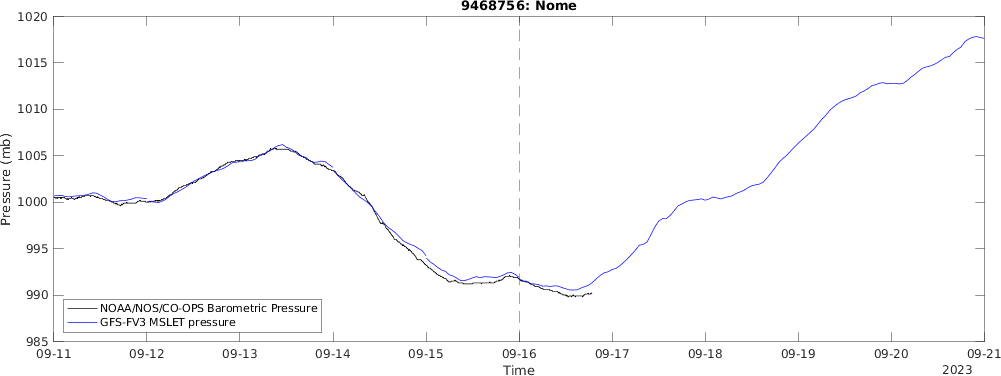 9468756: Nome
1020
1015
1010
1005
1000
995
990
985
Pressure (mb)
NOAA/NOS/CO-OPS Barometric Pressure
GFS-FV3 MSLET pressure
09-11 09-12 09-13 09-14 09-15 09-16 09-17 09-18 09-19 09-20 09-21
Time
2023